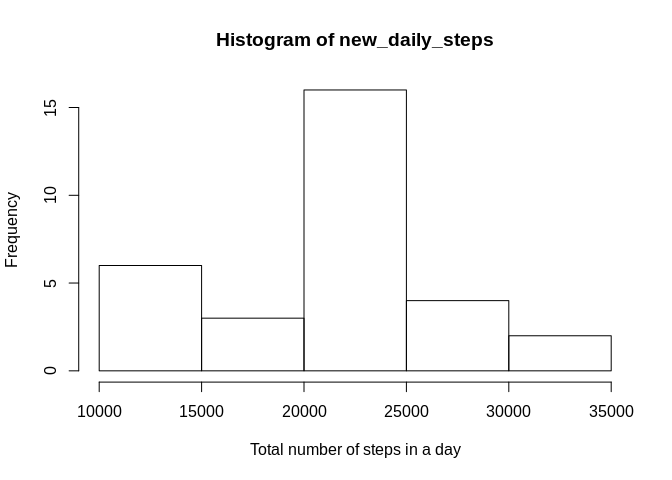 Histogram of new_daily_steps
Frequency
15
10
5
0
10000 15000 20000 25000 30000 35000
Total number of steps in a day